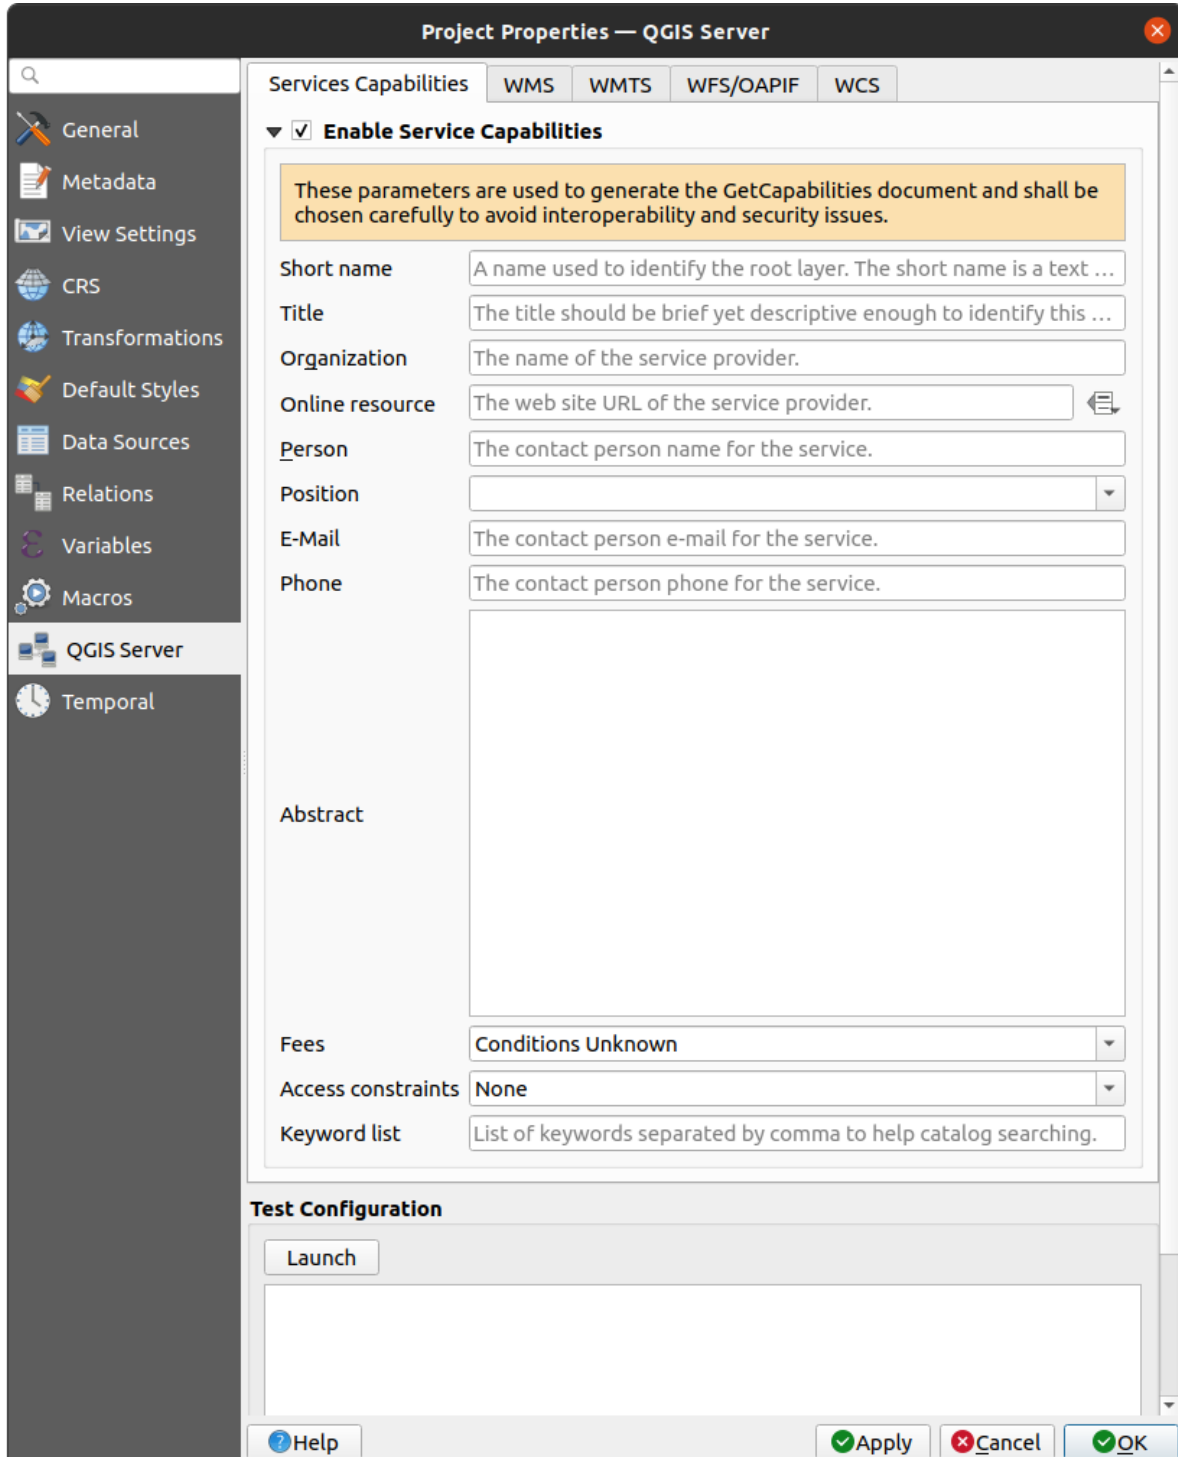 Project Properties — QGIS Server
General
Metadata
View Settings
CRS
Transformations
Default Styles
Data Sources
Relations
Variables
Macros
QGIS Server
Temporal
Services Capabilities WMS WMTS WFS/OAPIF WCS
Enable Service Capabilities
These parameters are used to generate the GetCapabilities document and shall be
chosen carefully to avoid interoperability and security issues.
Short name A name used to identify the root layer. The short name is a text ...
Title The title should be brief yet descriptive enough to identify this ...
Organization The name of the service provider.
Online resource The web site URL of the service provider.
Person The contact person name for the service.
Position
E-Mail The contact person e-mail for the service.
Phone The contact person phone for the service.
Abstract
Fees Conditions Unknown
Access constraints None
Keyword list List of keywords separated by comma to help catalog searching.
Test Configuration
Launch
Help Apply Cancel OK